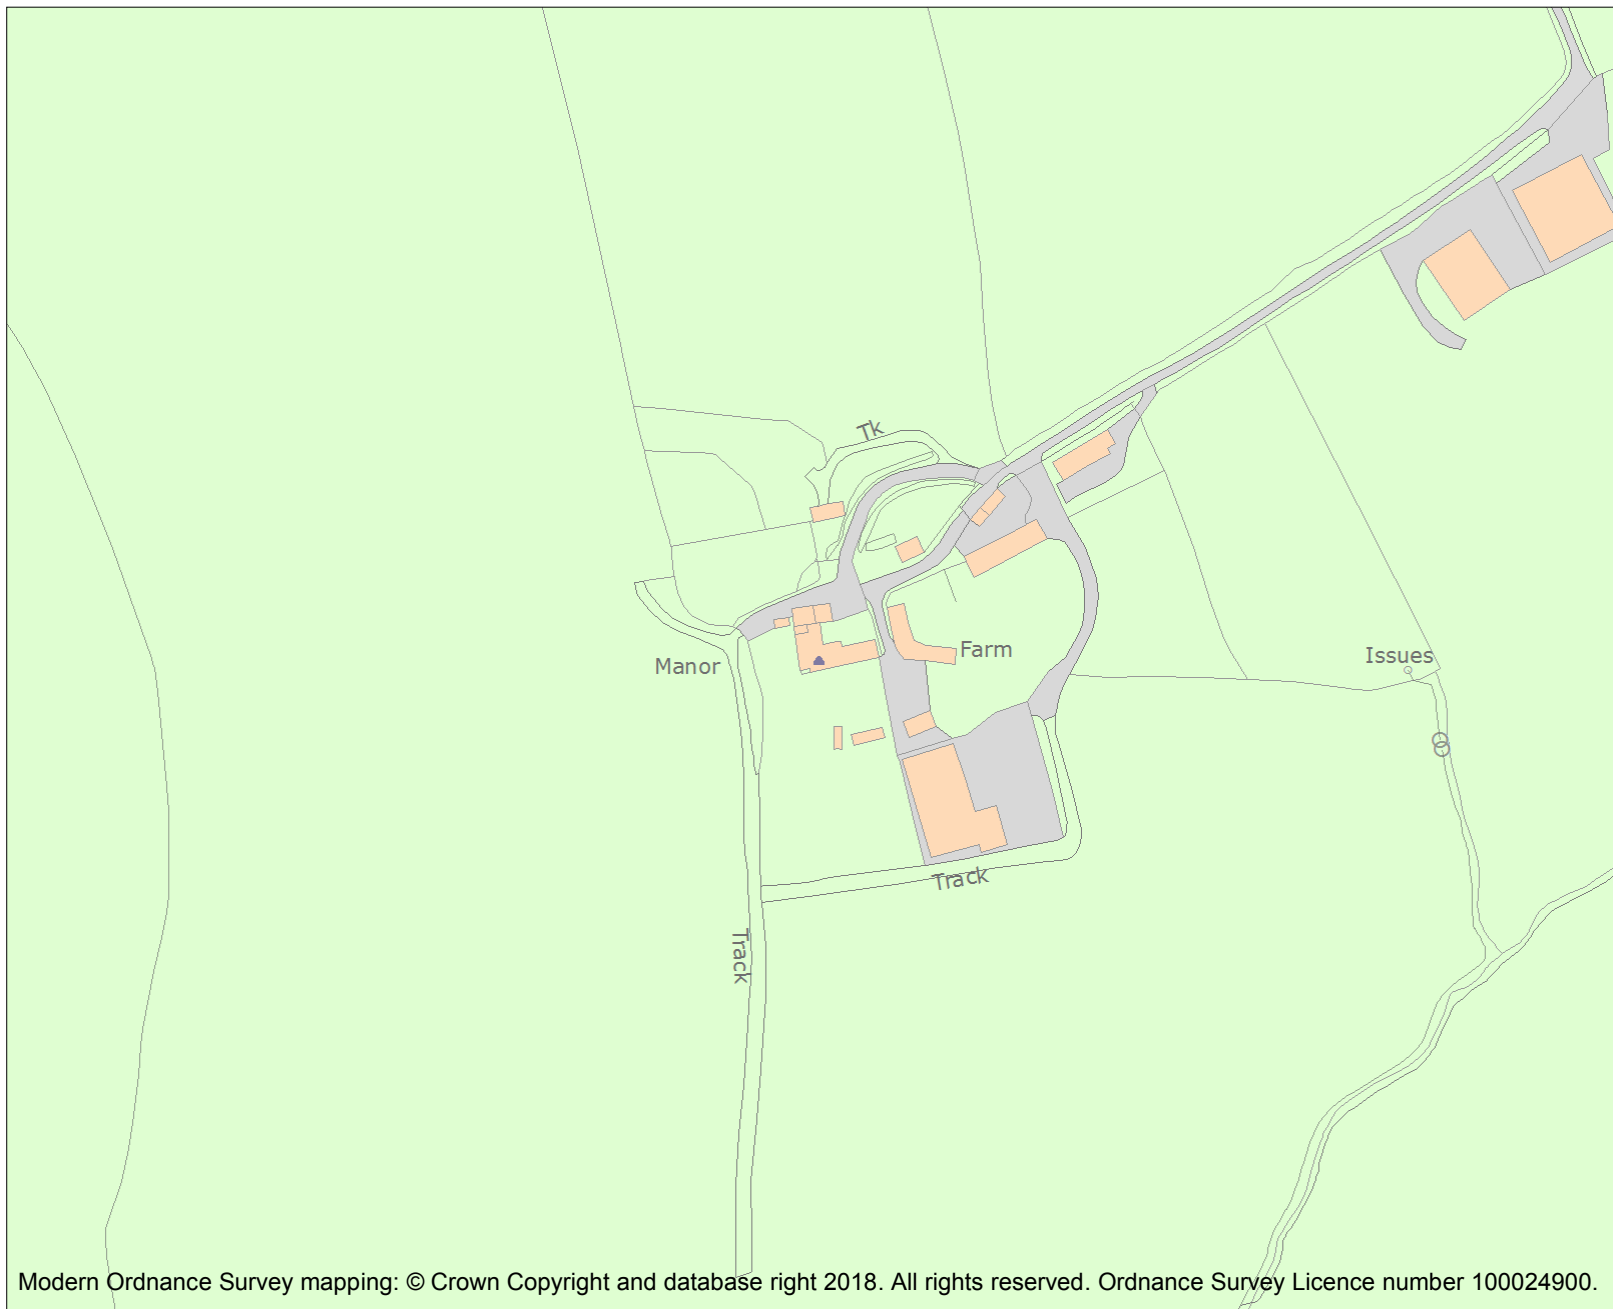 Tk
Farm
Issues
Manor
Track
Track
Modern Ordnance Survey mapping: © Crown Copyright and database right 2018. All rights reserved. Ordnance Survey Licence number 100024900.